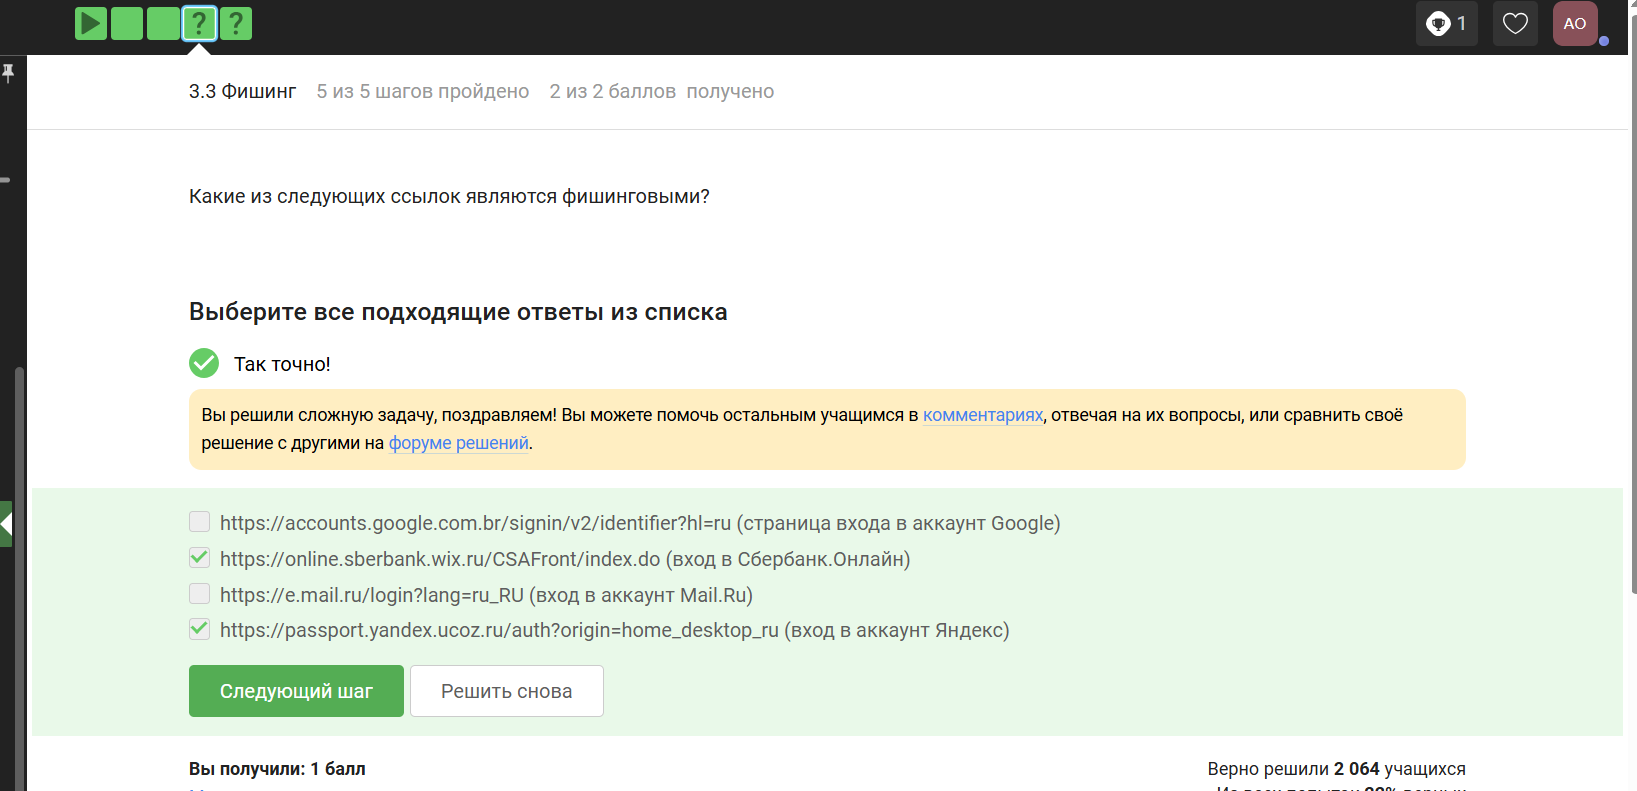 ? ?
1
АО
3.3 Фишинг 5 из 5 шагов пройдено 2 из 2 баллов получено
Какие из следующих ссылок являются фишинговыми?
Выберите все подходящие ответы из списка
Так точно!
Вы решили сложную задачу, поздравляем! Вы можете помочь остальным учащимся в комментариях, отвечая на их вопросы, или сравнить своё
решение с другими на форуме решений.
https://accounts.google.com.br/signin/v2/identifier?hl=ru (страница входа в аккаунт Google)
https://online.sberbank.wix.ru/CSAFront/index.do (вход в Сбербанк.Онлайн)
https://e.mail.ru/login?lang=ru_RU (вход в аккаунт Mail.Ru)
https://passport.yandex.ucoz.ru/auth?origin=home_desktop_ru (вход в аккаунт Яндекс)
Следующий шаг Решить снова
Вы получили: 1 балл
Верно решили 2 064 учащихся